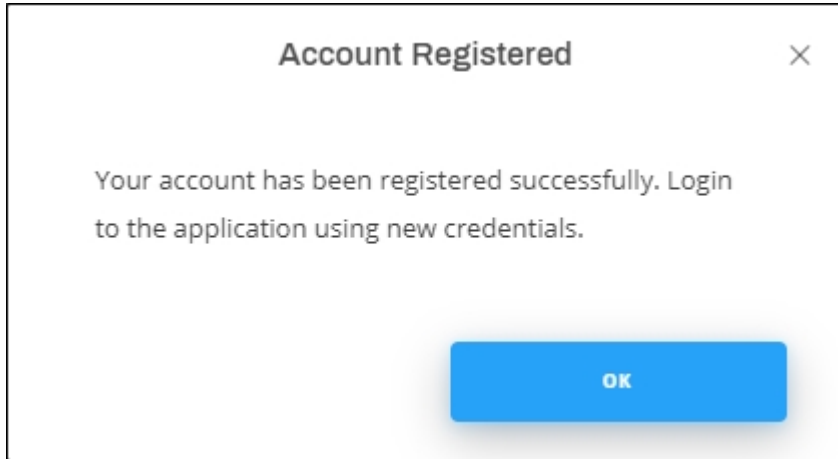 Account Registered
Your account has been registered successfully. Login
to the application using new credentials.
OK